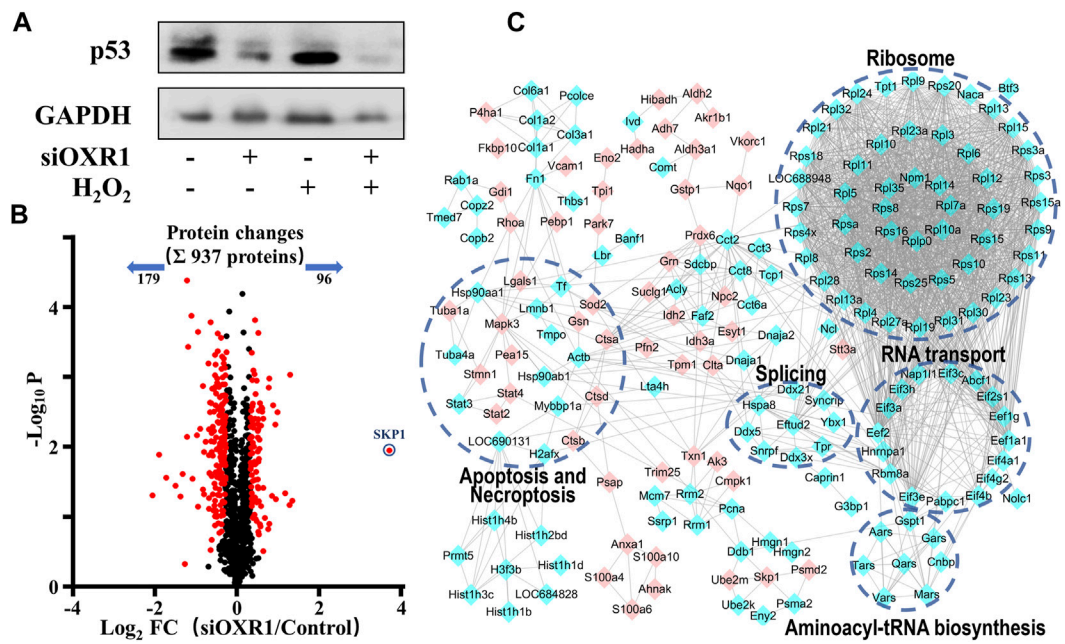 A
p53
GAPDH
siOXR1 - + - +
H2O2 - - + +
B
Protein changes
(Σ 937 proteins)
179
96
SKP1
-Log10 P
4
2
0
-4 -2 0 2 4
Log2 FC (siOXR1/Control)
C
Ribosome
Rpl24
Tpt1
Rpl9
Rps20
Naca
Btf3
Rpl32
Rpl13
Rpl21
Rpl23a
Rpl3
Rpl15
Rpl10
Rps18
Rpl6
Rps3a
Rpl11
LOC688948
Npm1
Rpl12
Rps3
Rpl5
Rpl35
Rpl14
Rps7
Rps8
Rpl7a
Rps19
Rps15a
Rpsa
Rps4x
Rps16
Rpl10a
Rps9
Rplp0
Rps15
Rps2
Rpl8
Rps11
Rps10
Rps14
Rpl28
Rps25
Rps5
Rps13
Rpl13a
Rpl23
Rpl4
Rpl27a
Rpl19
Rpl31
Rpl30
Col6a1
Pcolce
P4ha1
Col1a2
Col3a1
Fkbp10
Col1a1
Vcam1
Fn1
Rab1a
Gdi1
Thbs1
Copz2
Tmed7
Rhoa
Pebp1
Copb2
Hibadh
Aldh2
Ivd
Akr1b1
Adh7
Hadha
Aldh3a1
Vkorc1
Eno2
Comt
Tpi1
Gstp1
Nqo1
Park7
Banf1
Lbr
Prdx6
Cct2
Cct3
Grn
Sdcbp
Cct8
Tcp1
Suclg1
Acly
Npc2
Cct6a
Idh2
Faf2
Esyt1
Pfn2
Idh3a
Dnaja2
Tpm1
Clta
Dnaja1
Lta4h
Ncl
Stt3a
Lgals1
Hsp90aa1
Tf
Tuba1a
Lmnb1
Sod2
Mapk3
Gsn
Tmpo
Ctsa
Tuba4a
Pea15
Actb
Stmn1
Hsp90ab1
Stat4
Ctsd
Stat3
Stat2
Mybbp1a
LOC690131
Ctsb
H2afx
Apoptosis and
Necroptosis
Psap
Splicing
Ddx21
Hspa8
Syncrip
Eftud2
Ybx1
Ddx5
Tpr
Snrpf
Ddx3x
Caprin1
G3bp1
RNA transport
Nap1l1
Eif3c
Abcf1
Eif3h
Eif2s1
Eif3a
Eef1g
Eef2
Eef1a1
Hnrnpa1
Eif4a1
Rbm8a
Eif4g2
Eif3e
Pabpc1
Eif4b
Nolc1
Trim25
Txn1
Ak3
Cmpk1
Mcm7
Rrm2
Pcna
Ssrp1
Rrm1
Hist1h4b
Hist1h2bd
Prmt5
H3f3b
Hist1h1d
Hist1h3c
LOC684828
Hist1h1b
Anxa1
S100a10
S100a4
Ahnak
S100a6
Hmgn1
Ddb1
Hmgn2
Ube2m
Skp1
Psmd2
Ube2k
Eny2
Psma2
Gspt1
Aars
Gars
Tars
Qars
Cnbp
Vars
Mars
Aminoacyl-tRNA biosynthesis